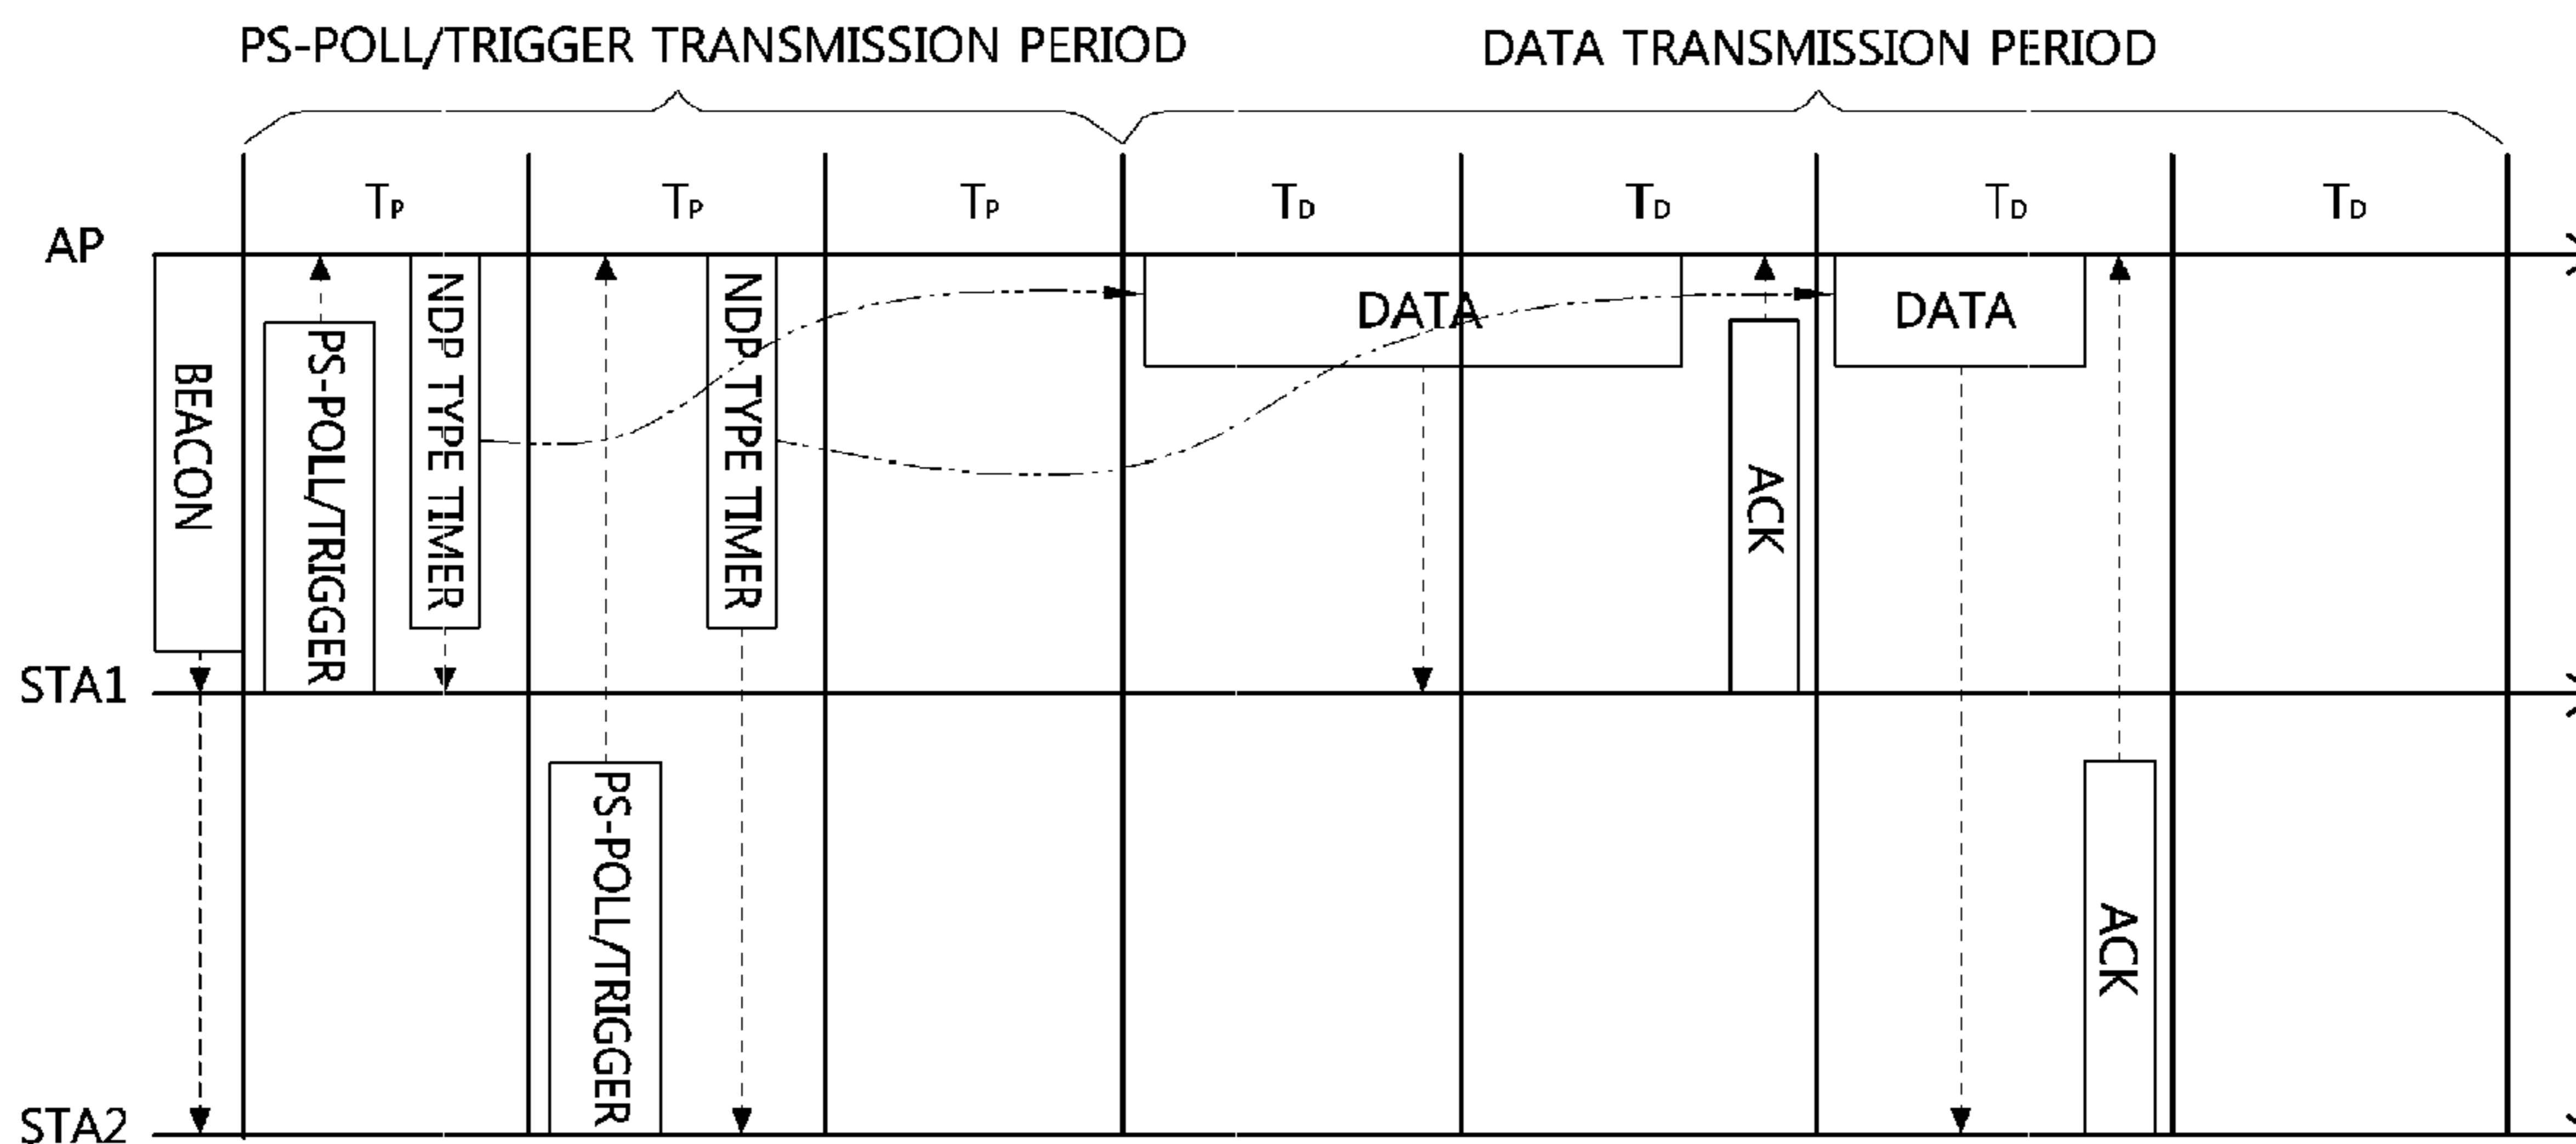 PS-POLL/TRIGGER TRANSMISSION PERIOD
DATA TRANSMISSION PERIOD
TP TP TP TD TD TD TD
AP
BEACON
PS-POLL/TRIGGER
NDP TYPE TIMER
NDP TYPE TIMER
DATA
DATA
ACK
STA1
PS-POLL/TRIGGER
ACK
STA2